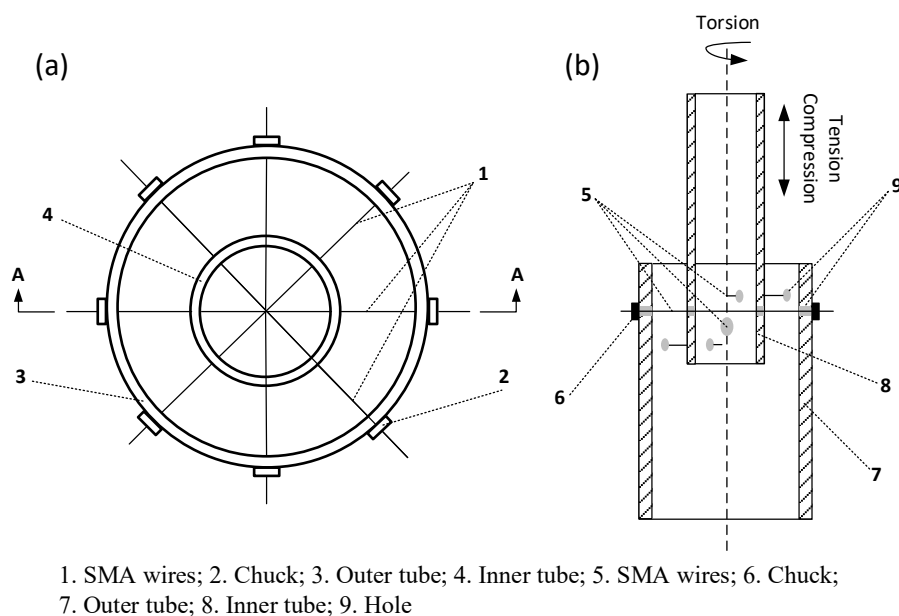 Torsion
(a)
(b)
Tension
Compression
1
4
5
9
A
A
3
2
6
8
7
1. SMA wires; 2. Chuck; 3. Outer tube; 4. Inner tube; 5. SMA wires; 6. Chuck;
7. Outer tube; 8. Inner tube; 9. Hole